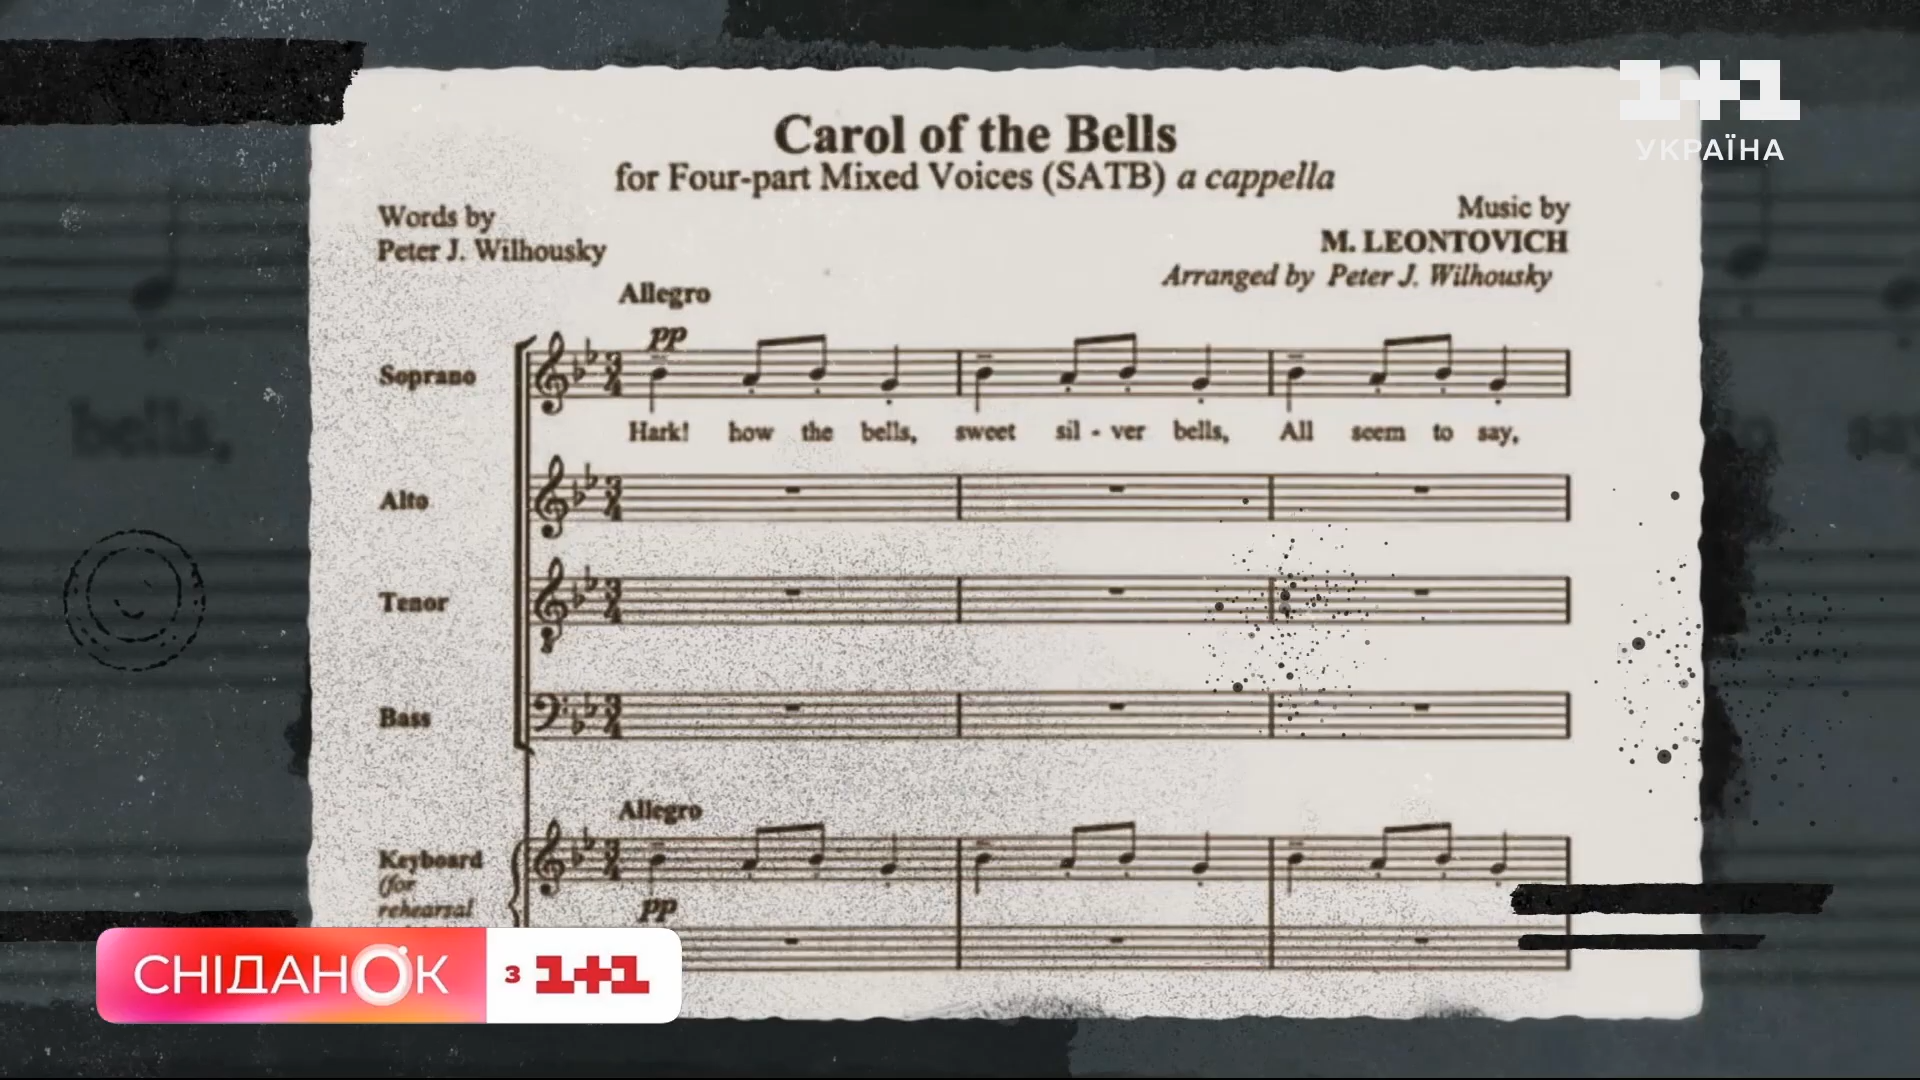 1+1
УКРАЇНА
Carol of the Bells
for Four-part Mixed Voices (SATB) a cappella
Words by
Peter J. Wilhousky
Music by
M. LEONTOVICH
Arranged by Peter J. Wilhousky
Allegro
pp
Soprano
Hark! how the bells, sweet sil - ver bells, All seem to say,
bells,
Alto
Tenor
Bass
Allegro
Keyboard
(for
rehearsal
pp
СНІДАНОК З 1+1